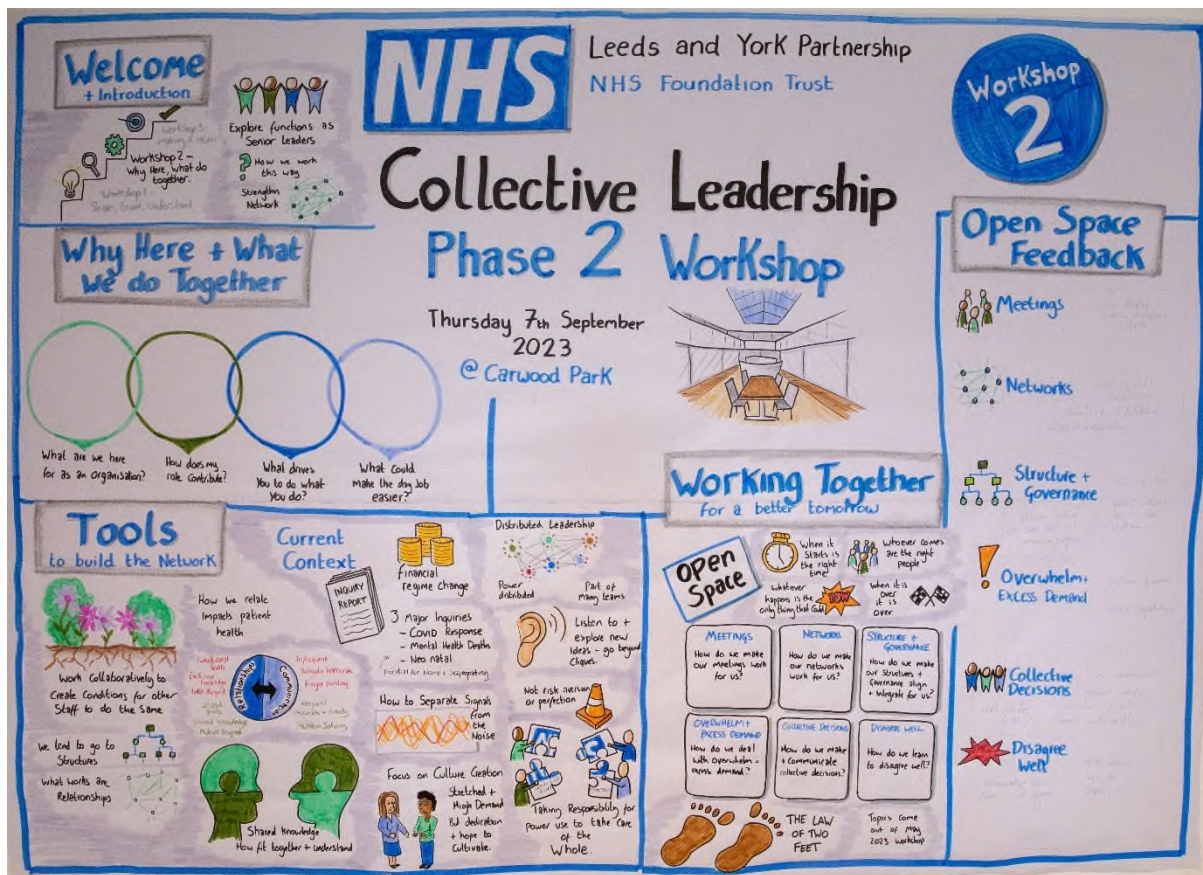 Welcome
+ Introduction
Workshop 2 -
Why Here, what do
together.
Explore functions as
Senior Leaders
? How we work
this way
Strengthen
Network
NHS
Leeds and York Partnership
NHS Foundation Trust
Collective Leadership
Phase 2 Workshop
Thursday 7th September
2023
@ Carwood Park
Workshop
2
Why Here + What
We do Together
What are we here
for as an organisation?
How does my
role contribute?
What drives
You to do what
You do?
What could
make the day job
easier?
Tools
to build the Network
Work Collaboratively to
Create Conditions for other
Staff to do the Same
We tend to go to
Structures
What works are
Relationships
How we relate
Impacts patient
health
Relationships
Communication
Shared Knowledge
Mutual Respect
Problem Solving
Shared Knowledge
How fit together + understand
Current
Context
INQUIRY
REPORT
financial
regime change
3 Major Inquiries
- Covid Response
- Mental Health Deaths
- Neo natal
How to Separate Signals
from
the
Noise
Focus on Culture Creation
Stretched +
High Demand
But dedication
+ hope to
Cultivate.
Distributed Leadership
Power
distributed
Part of
many teams
Listen to +
explore new
ideas - go beyond
Cliques.
Not risk aversion
or perfection
Taking Responsibility for
power use to take Care
of the
Whole.
Working Together
for a better tomorrow
OPEN
SPACE
When it
Starts is
the right
time
Whoever comes
are the right
people
Whatever
happens is the
only thing that could
When it is
over
it is
over
MEETINGS
How do we make
our meetings work
for us?
NETWORKS
How do we make
our networks
work for us?
STRUCTURE +
GOVERNANCE
How do we make
our Structures +
Governance align
+ integrate for us?
OVERWHELM +
EXCESS DEMAND
How do we deal
with overwhelm +
excess demand?
COLLECTIVE DECISIONS
How do we make
+ communicate
collective decisions?
DISAGREE WELL
How do we learn
to disagree well?
THE LAW
OF TWO
FEET
Topics come
out of May
2023 workshop
Open Space
Feedback
Meetings
Networks
Structure +
Governance
Overwhelm +
Excess Demand
Collective
Decisions
Disagree
Well